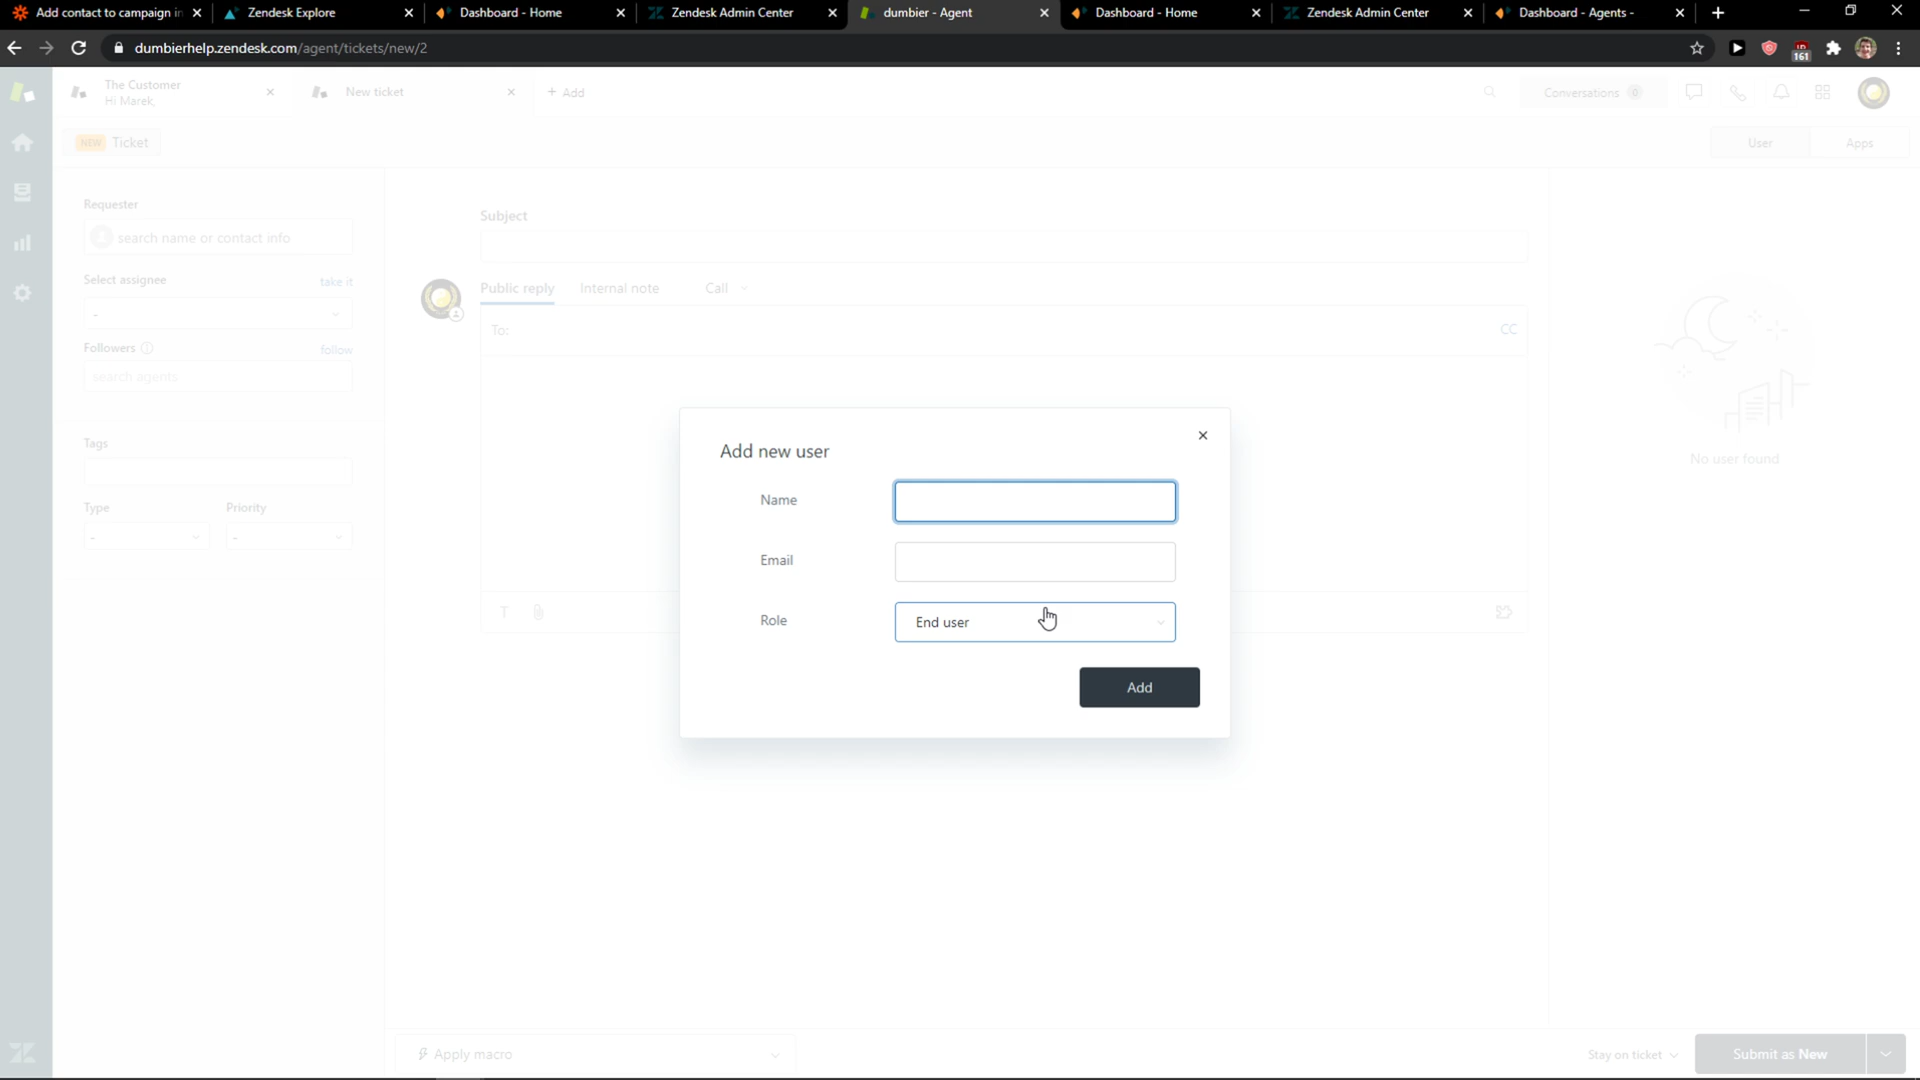 Add contact to campaign in
Zendesk Explore
Dashboard - Home
Zendesk Admin Center
dumbier - Agent
Dashboard - Home
Zendesk Admin Center
Dashboard - Agents -
dumbierhelp.zendesk.com/agent/tickets/new/2
161
The Customer
Hi Marek,
New ticket
+ Add
Conversations 0
NEW Ticket
User
Apps
Requester
search name or contact info
Select assignee
take it
-
Followers
follow
search agents
Tags
Type
Priority
-
-
Subject
Public reply
Internal note
Call
To:
CC
No user found
Add new user
Name
Email
Role
End user
Add
T
Apply macro
Stay on ticket
Submit as New